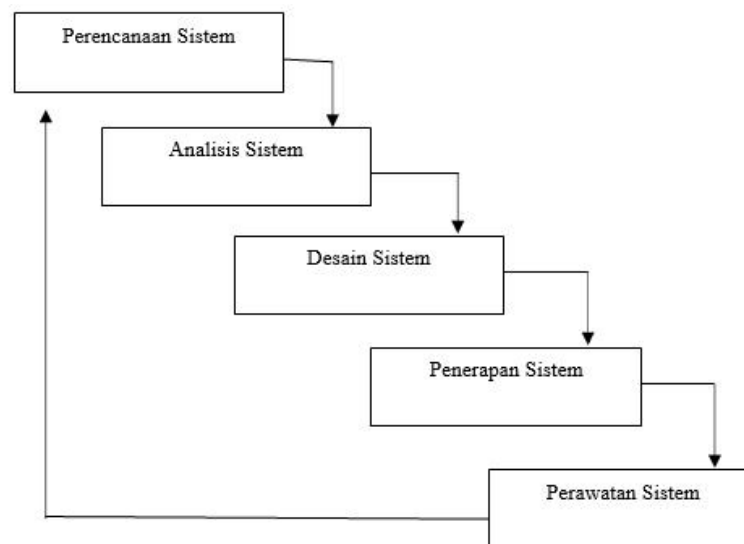 Perencanaan Sistem
Analisis Sistem
Desain Sistem
Penerapan Sistem
Perawatan Sistem